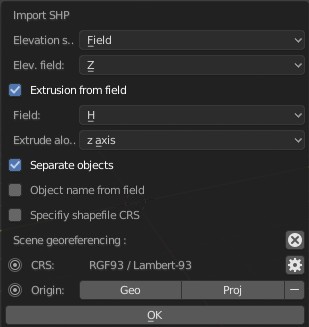 Import SHP
Elevation s.. Field
Elev. field: Z
Extrusion from field
Field: H
Extrude alo.. z axis
Separate objects
Object name from field
Specifiy shapefile CRS
Scene georeferencing :
CRS: RGF93 / Lambert-93
Origin: Geo Proj −
OK